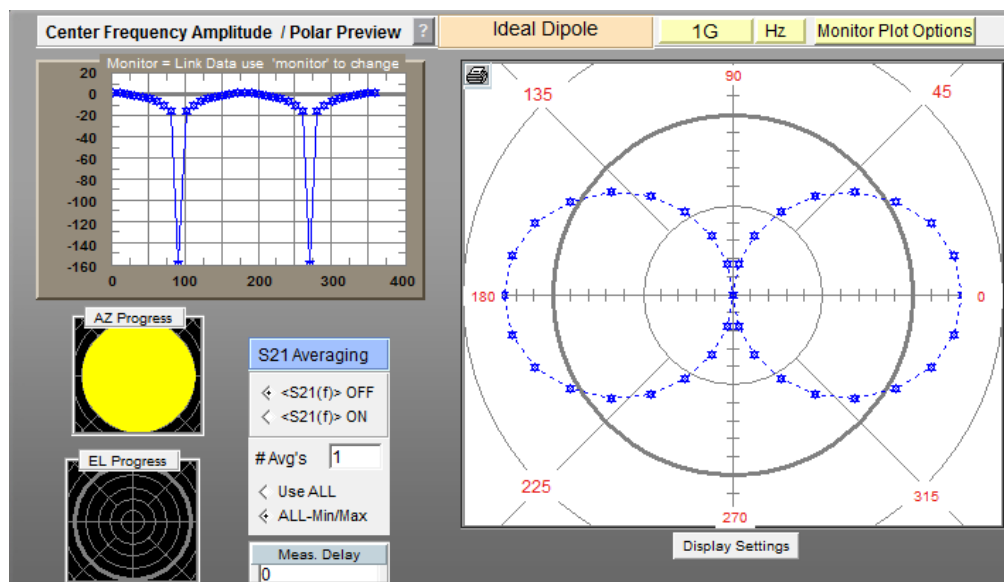 Center Frequency Amplitude / Polar Preview ? Ideal Dipole 1G Hz Monitor Plot Options
Monitor = Link Data use 'monitor' to change
20
0
-20
-40
-60
-80
-100
-120
-140
-160
0 100 200 300 400
90
135 45
180 0
225 315
270
AZ Progress
EL Progress
S21 Averaging
<S21(f)> OFF
<S21(f)> ON
# Avg's 1
Use ALL
ALL-Min/Max
Meas. Delay
0
Display Settings